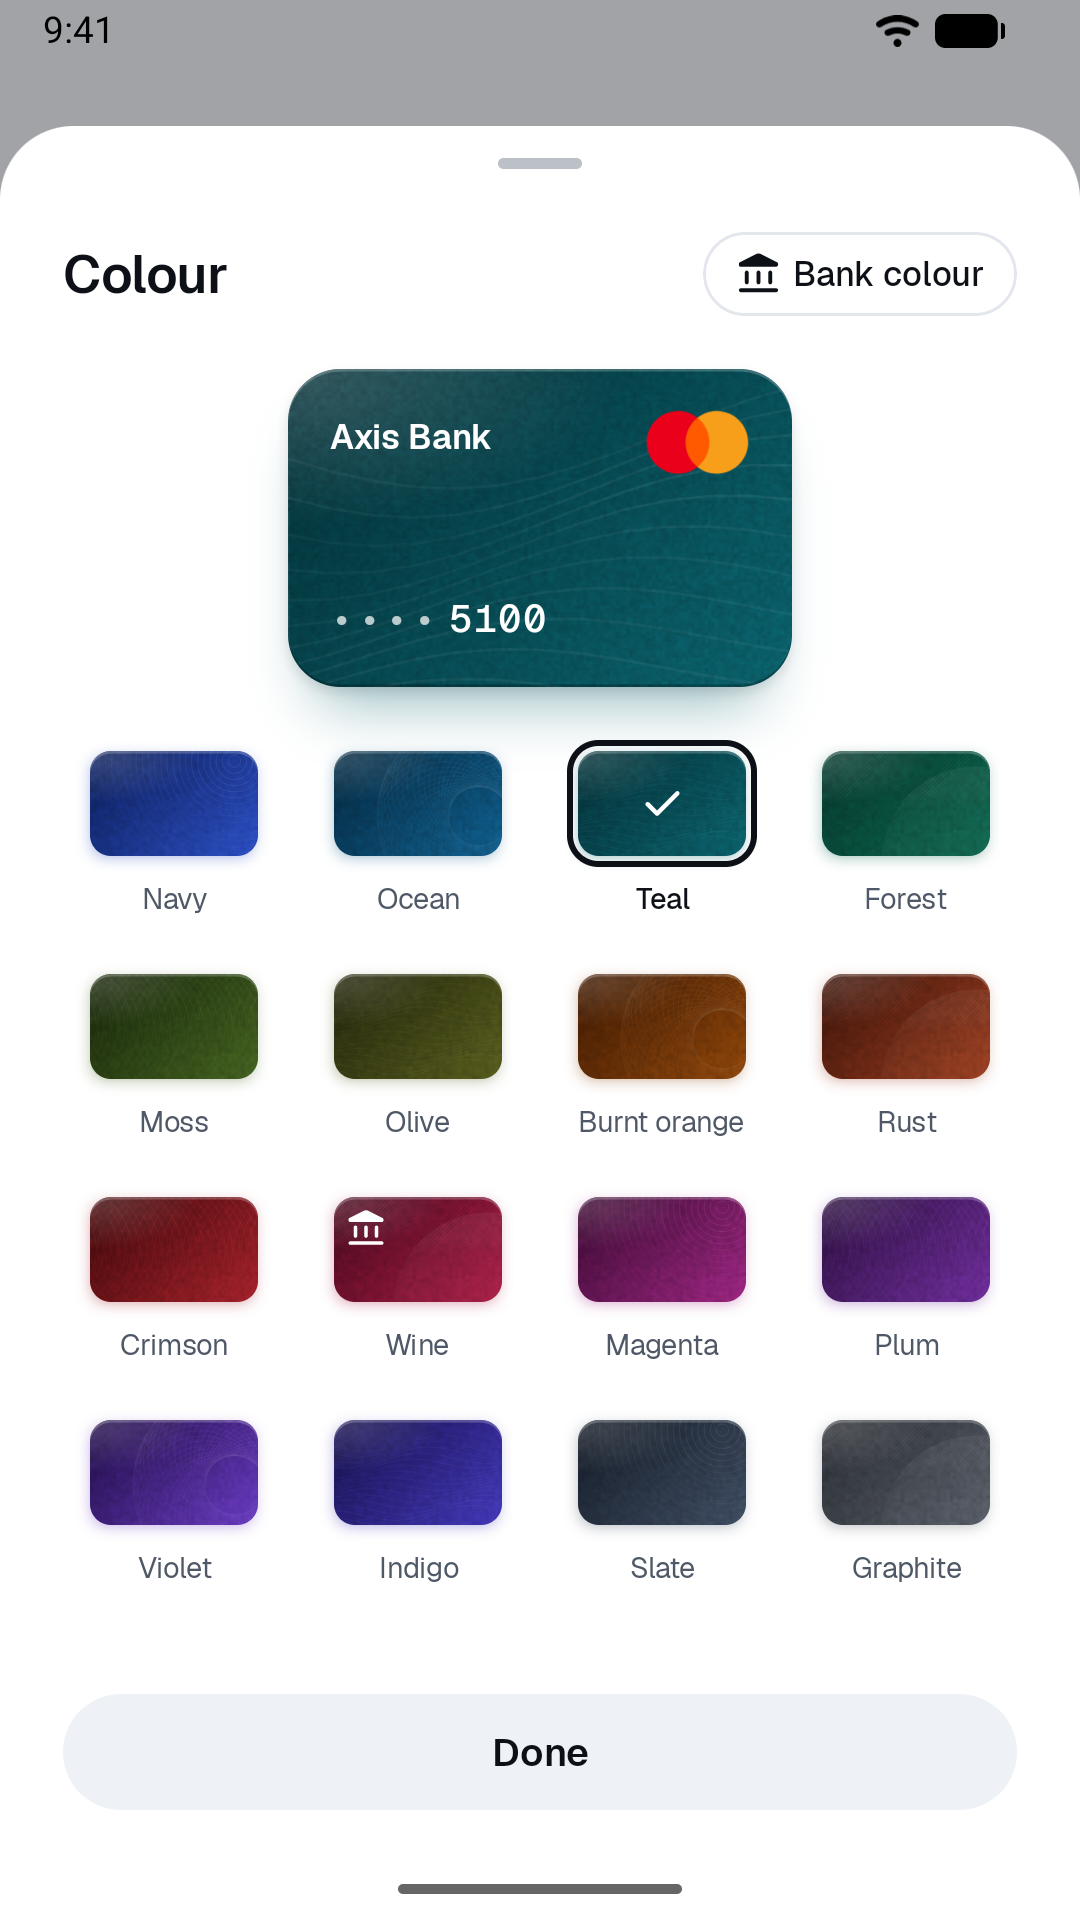 9:41
Colour
Bank colour
Axis Bank
•••• 5100
Navy
Ocean
Teal
Forest
Moss
Olive
Burnt orange
Rust
Crimson
Wine
Magenta
Plum
Violet
Indigo
Slate
Graphite
Done